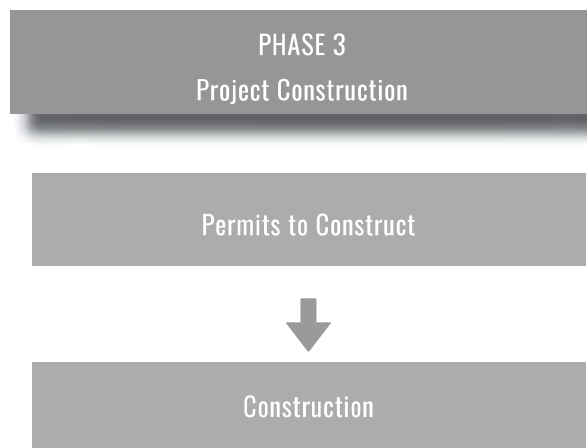 PHASE 3
Project Construction
Permits to Construct
Construction